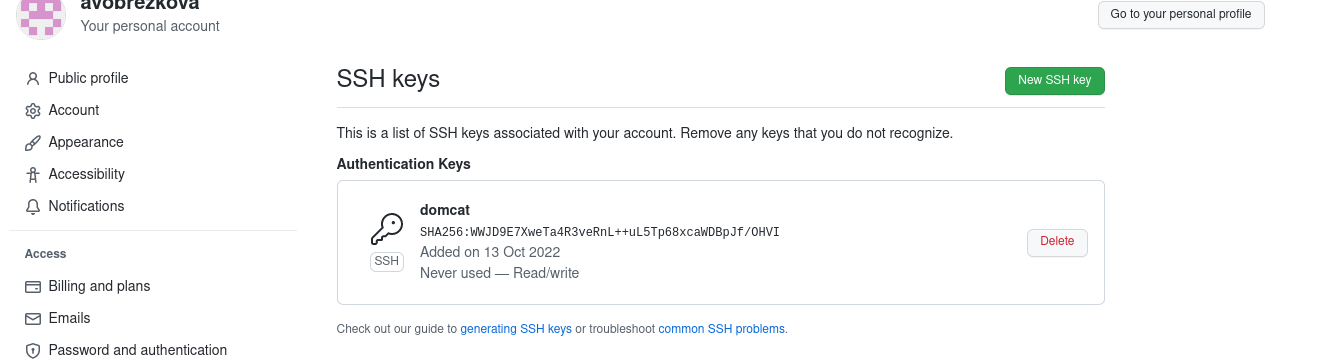 avobrezkova
Your personal account
Go to your personal profile
Public profile
Account
Appearance
Accessibility
Notifications
Access
Billing and plans
Emails
Password and authentication
SSH keys
New SSH key
This is a list of SSH keys associated with your account. Remove any keys that you do not recognize.
Authentication Keys
domcat
SHA256:WWJD9E7XweTa4R3veRnL++uL5Tp68xcaWDBpJf/OHVI
Added on 13 Oct 2022
Never used — Read/write
SSH
Delete
Check out our guide to generating SSH keys or troubleshoot common SSH problems.